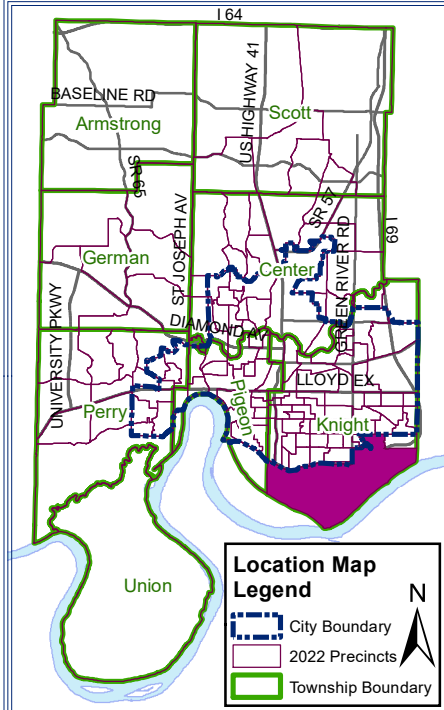 I 64
BASELINE RD
US HIGHWAY 41
Scott
Armstrong
SR 65
SR 57
ST JOSEPH AV
I 69
GREEN RIVER RD
German
Center
UNIVERSITY PKWY
DIAMOND AV
LLOYD EX
Pigeon
Perry
Knight
Union
Location Map
Legend
N
City Boundary
2022 Precincts
Township Boundary